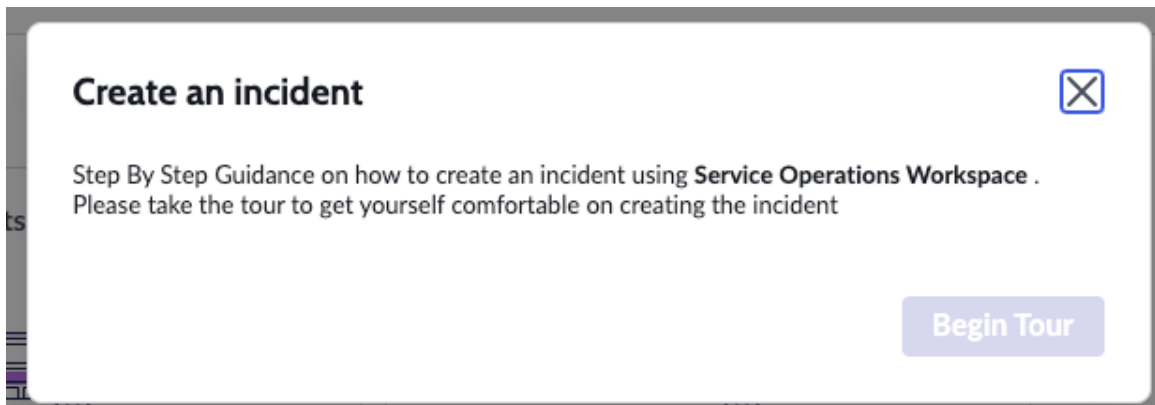 Create an incident
Step By Step Guidance on how to create an incident using Service Operations Workspace .
Please take the tour to get yourself comfortable on creating the incident
ts
Begin Tour